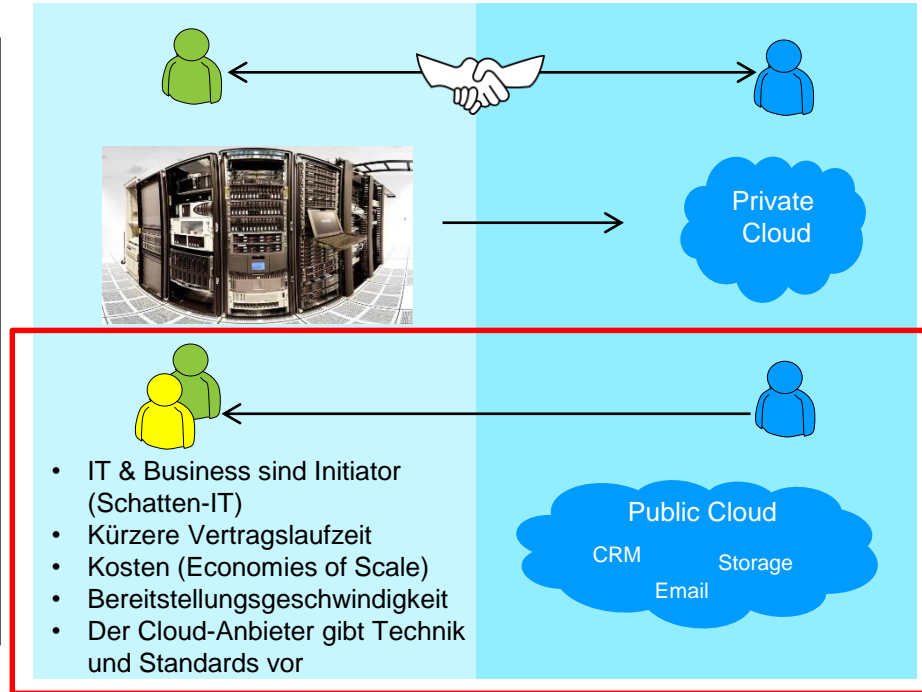 Private
Cloud
• IT & Business sind Initiator
(Schatten-IT)
• Kürzere Vertragslaufzeit
• Kosten (Economies of Scale)
• Bereitstellungsgeschwindigkeit
• Der Cloud-Anbieter gibt Technik
und Standards vor
Public Cloud
CRM
Storage
Email